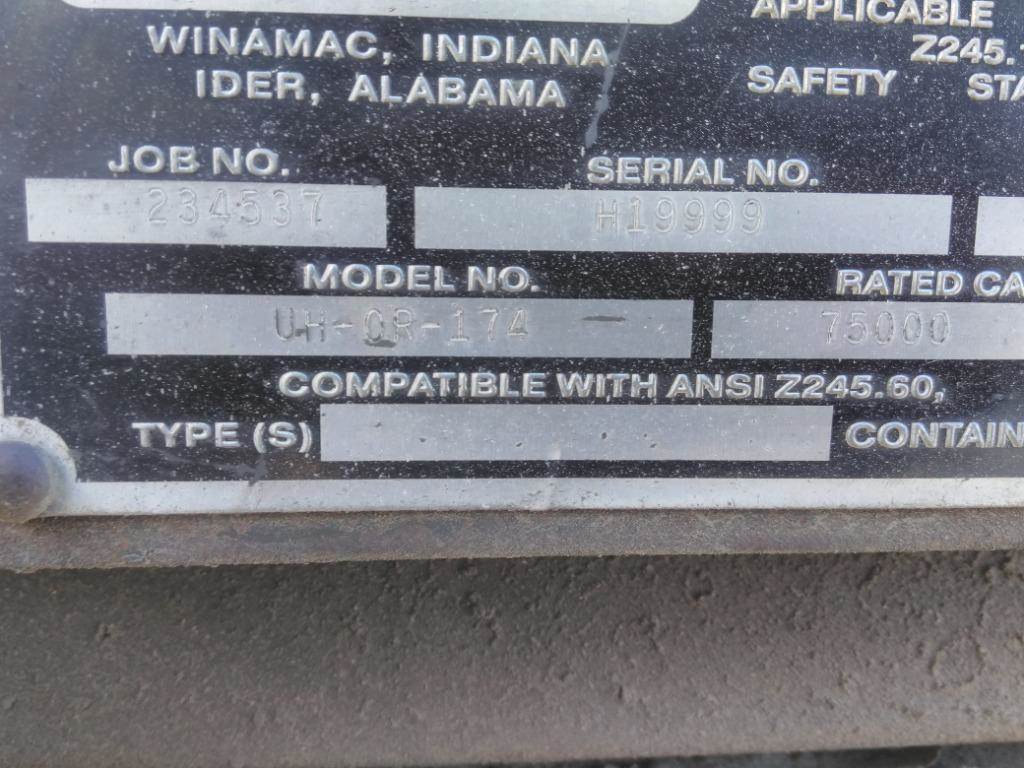 APPLICABLE
WINAMAC, INDIANA Z245.
IDER, ALABAMA SAFETY
JOB NO. SERIAL NO.
234537 H19999
MODEL NO. RATED
UH-OR-174 75000
COMPATIBLE WITH ANSI Z245.60,
TYPE (S)